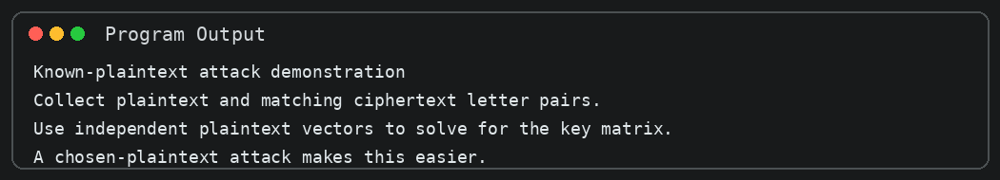 Program Output
Known-plaintext attack demonstration
Collect plaintext and matching ciphertext letter pairs.
Use independent plaintext vectors to solve for the key matrix.
A chosen-plaintext attack makes this easier.